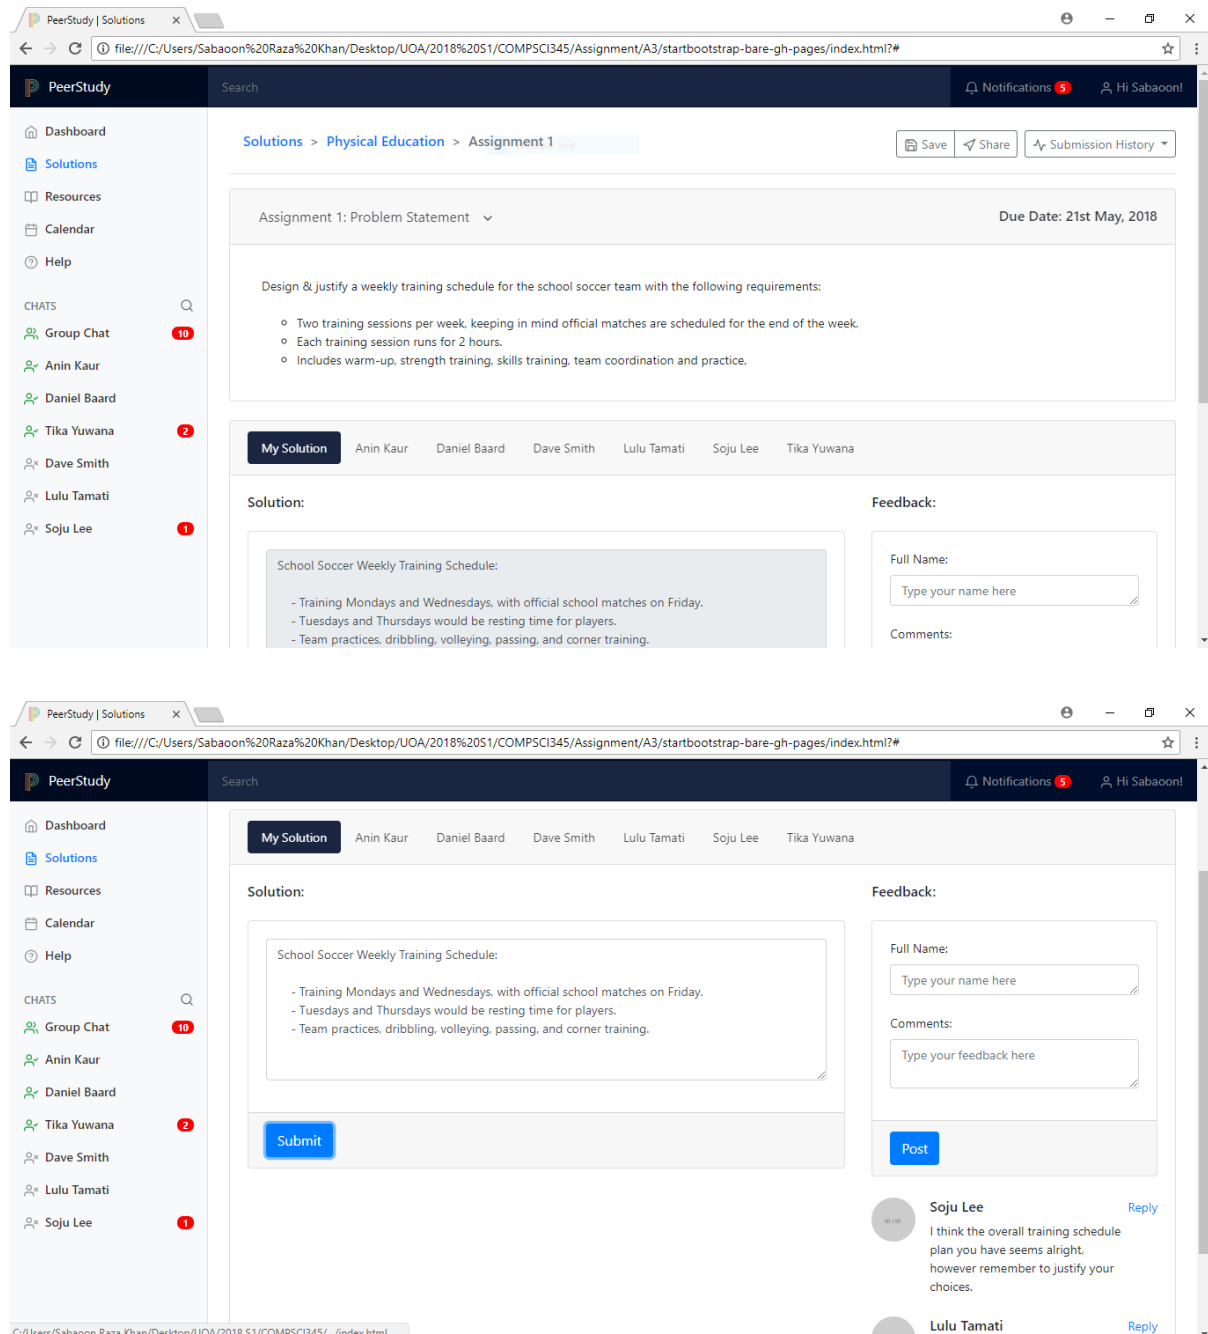 PeerStudy | Solutions
file:///C:/Users/Sabaoon%20Raza%20Khan/Desktop/UOA/2018%20S1/COMPSCI345/Assignment/A3/startbootstrap-bare-gh-pages/index.html?#
PeerStudy
Search
Notifications 5
Hi Sabaoon!
Dashboard
Solutions
Resources
Calendar
Help
CHATS
Group Chat 10
Anin Kaur
Daniel Baard
Tika Yuwana 2
Dave Smith
Lulu Tamati
Soju Lee 1
Solutions > Physical Education > Assignment 1
Save
Share
Submission History
Assignment 1: Problem Statement
Due Date: 21st May, 2018
Design & justify a weekly training schedule for the school soccer team with the following requirements:
Two training sessions per week, keeping in mind official matches are scheduled for the end of the week.
Each training session runs for 2 hours.
Includes warm-up, strength training, skills training, team coordination and practice.
My Solution Anin Kaur Daniel Baard Dave Smith Lulu Tamati Soju Lee Tika Yuwana
Solution:
School Soccer Weekly Training Schedule:
- Training Mondays and Wednesdays, with official school matches on Friday.
- Tuesdays and Thursdays would be resting time for players.
- Team practices, dribbling, volleying, passing, and corner training.
Feedback:
Full Name:
Type your name here
Comments:
PeerStudy | Solutions
file:///C:/Users/Sabaoon%20Raza%20Khan/Desktop/UOA/2018%20S1/COMPSCI345/Assignment/A3/startbootstrap-bare-gh-pages/index.html?#
PeerStudy
Search
Notifications 5
Hi Sabaoon!
Dashboard
Solutions
Resources
Calendar
Help
CHATS
Group Chat 10
Anin Kaur
Daniel Baard
Tika Yuwana 2
Dave Smith
Lulu Tamati
Soju Lee 1
My Solution Anin Kaur Daniel Baard Dave Smith Lulu Tamati Soju Lee Tika Yuwana
Solution:
School Soccer Weekly Training Schedule:
- Training Mondays and Wednesdays, with official school matches on Friday.
- Tuesdays and Thursdays would be resting time for players.
- Team practices, dribbling, volleying, passing, and corner training.
Submit
Feedback:
Full Name:
Type your name here
Comments:
Type your feedback here
Post
Soju Lee
Reply
I think the overall training schedule
plan you have seems alright,
however remember to justify your
choices.
Lulu Tamati
Reply
C:/Users/Sabaoon Raza Khan/Desktop/UOA/2018 S1/COMPSCI345/.../index.html